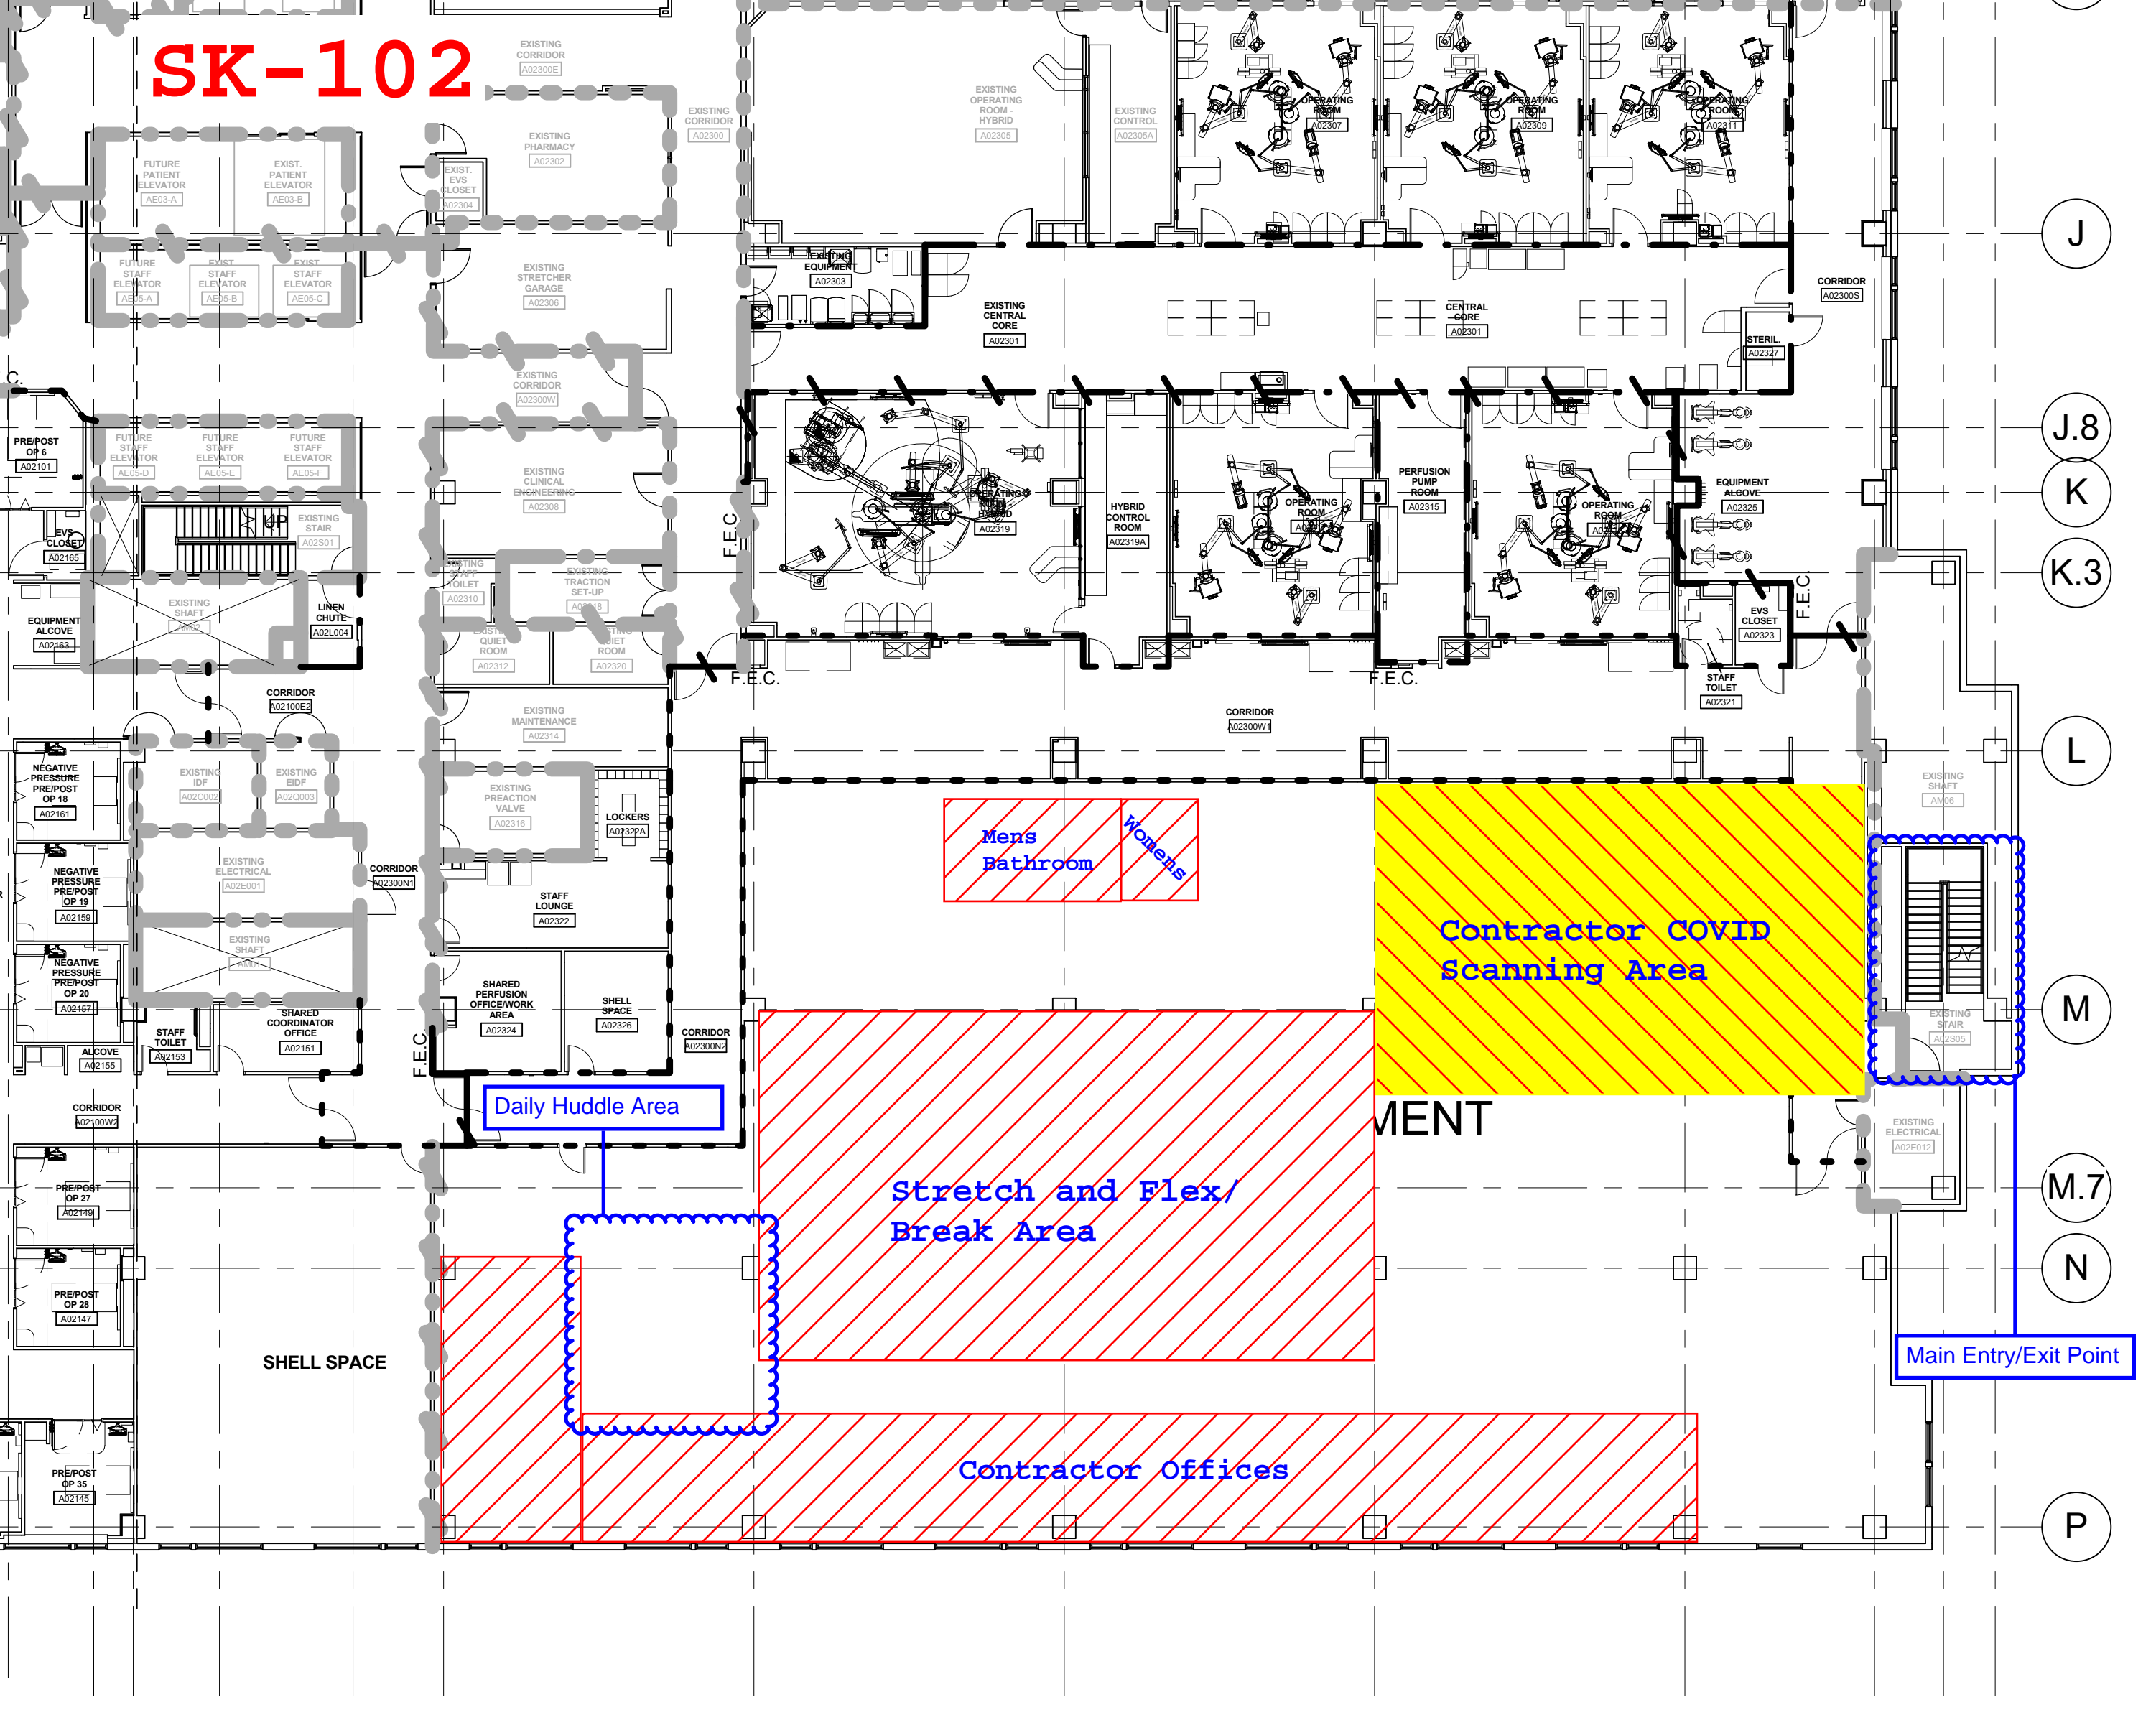 SK-102
EXISTING
CORRIDOR
A02300E
EXISTING
PHARMACY
A02302
EXISTING
CORRIDOR
A02300
EXISTING
OPERATING
ROOM -
HYBRID
A02305
EXISTING
CONTROL
A02305A
OPERATING
ROOM
A02307
OPERATING
ROOM
A02309
OPERATING
ROOM
A02311
FUTURE
PATIENT
ELEVATOR
AE03-A
EXIST.
PATIENT
ELEVATOR
AE03-B
EXIST.
EVS
CLOSET
A02304
J
FUTURE
STAFF
ELEVATOR
AE05-A
EXIST.
STAFF
ELEVATOR
AE05-B
EXIST.
STAFF
ELEVATOR
AE05-C
EXISTING
STRETCHER
GARAGE
A02306
EXISTING
EQUIPMENT
A02303
EXISTING
CENTRAL
CORE
A02301
CENTRAL
CORE
A02301
CORRIDOR
A02300S
STERIL.
A02327
EXISTING
CORRIDOR
A02300W
C.
PRE/POST
OP 6
A02101
FUTURE
STAFF
ELEVATOR
AE05-D
FUTURE
STAFF
ELEVATOR
AE05-E
FUTURE
STAFF
ELEVATOR
AE05-F
EXISTING
CLINICAL
ENGINEERING
A02308
J.8
K
K.3
F.E.C.
OPERATING
ROOM
HYBRID
A02319
HYBRID
CONTROL
ROOM
A02319A
OPERATING
ROOM
PERFUSION
PUMP
ROOM
A02315
OPERATING
ROOM
EQUIPMENT
ALCOVE
A02325
UP
EXISTING
STAIR
A02S01
EVS
CLOSET
A02165
TOILET
A02310
EXISTING
TRACTION
SET-UP
EXISTING
SHAFT
LINEN
CHUTE
A02L004
EQUIPMENT
ALCOVE
A02163
QUIET
ROOM
A02312
ROOM
A02320
EVS
CLOSET
A02323
F.E.C.
F.E.C.
F.E.C.
STAFF
TOILET
A02321
CORRIDOR
A02100E2
EXISTING
MAINTENANCE
A02314
CORRIDOR
A02300W1
L
NEGATIVE
PRESSURE
PRE/POST
OP 18
A02161
EXISTING
IDF
A02C002
EXISTING
EIDF
A02Q003
EXISTING
PREACTION
VALVE
A02316
LOCKERS
A02322A
EXISTING
SHAFT
AM06
Mens
Bathroom
Womens
NEGATIVE
PRESSURE
PRE/POST
OP 19
A02159
EXISTING
ELECTRICAL
A02E001
CORRIDOR
A02300N1
STAFF
LOUNGE
A02322
Contractor COVID
Scanning Area
NEGATIVE
PRESSURE
PRE/POST
OP 20
A02157
EXISTING
SHAFT
SHARED
PERFUSION
OFFICE/WORK
AREA
A02324
SHELL
SPACE
A02326
M
EXISTING
STAIR
A02S05
STAFF
TOILET
A02153
SHARED
COORDINATOR
OFFICE
A02151
CORRIDOR
A02300N2
ALCOVE
A02155
F.E.C.
Daily Huddle Area
MENT
CORRIDOR
A02100W2
EXISTING
ELECTRICAL
A02E012
M.7
PRE/POST
OP 27
A02149
Stretch and Flex/
Break Area
N
PRE/POST
OP 28
A02147
SHELL SPACE
Main Entry/Exit Point
PRE/POST
OP 35
A02145
Contractor Offices
P